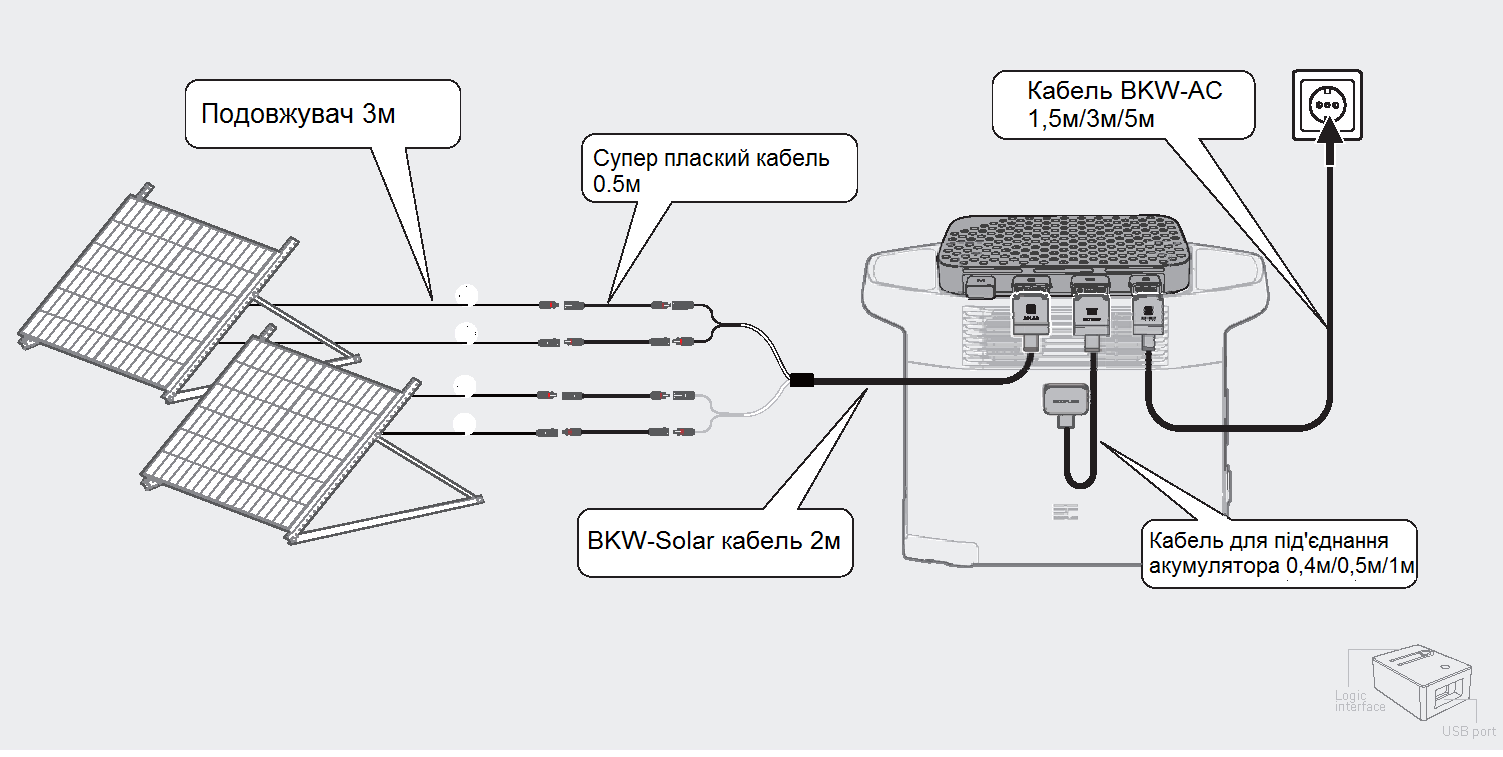 Подовжувач 3м
Супер плаский кабель
0.5м
Кабель BKW-AC
1,5м/3м/5м
BKW-Solar кабель 2м
Кабель для під'єднання
акумулятора 0,4м/0,5м/1м
SOLAR
Logic
interface
USB port